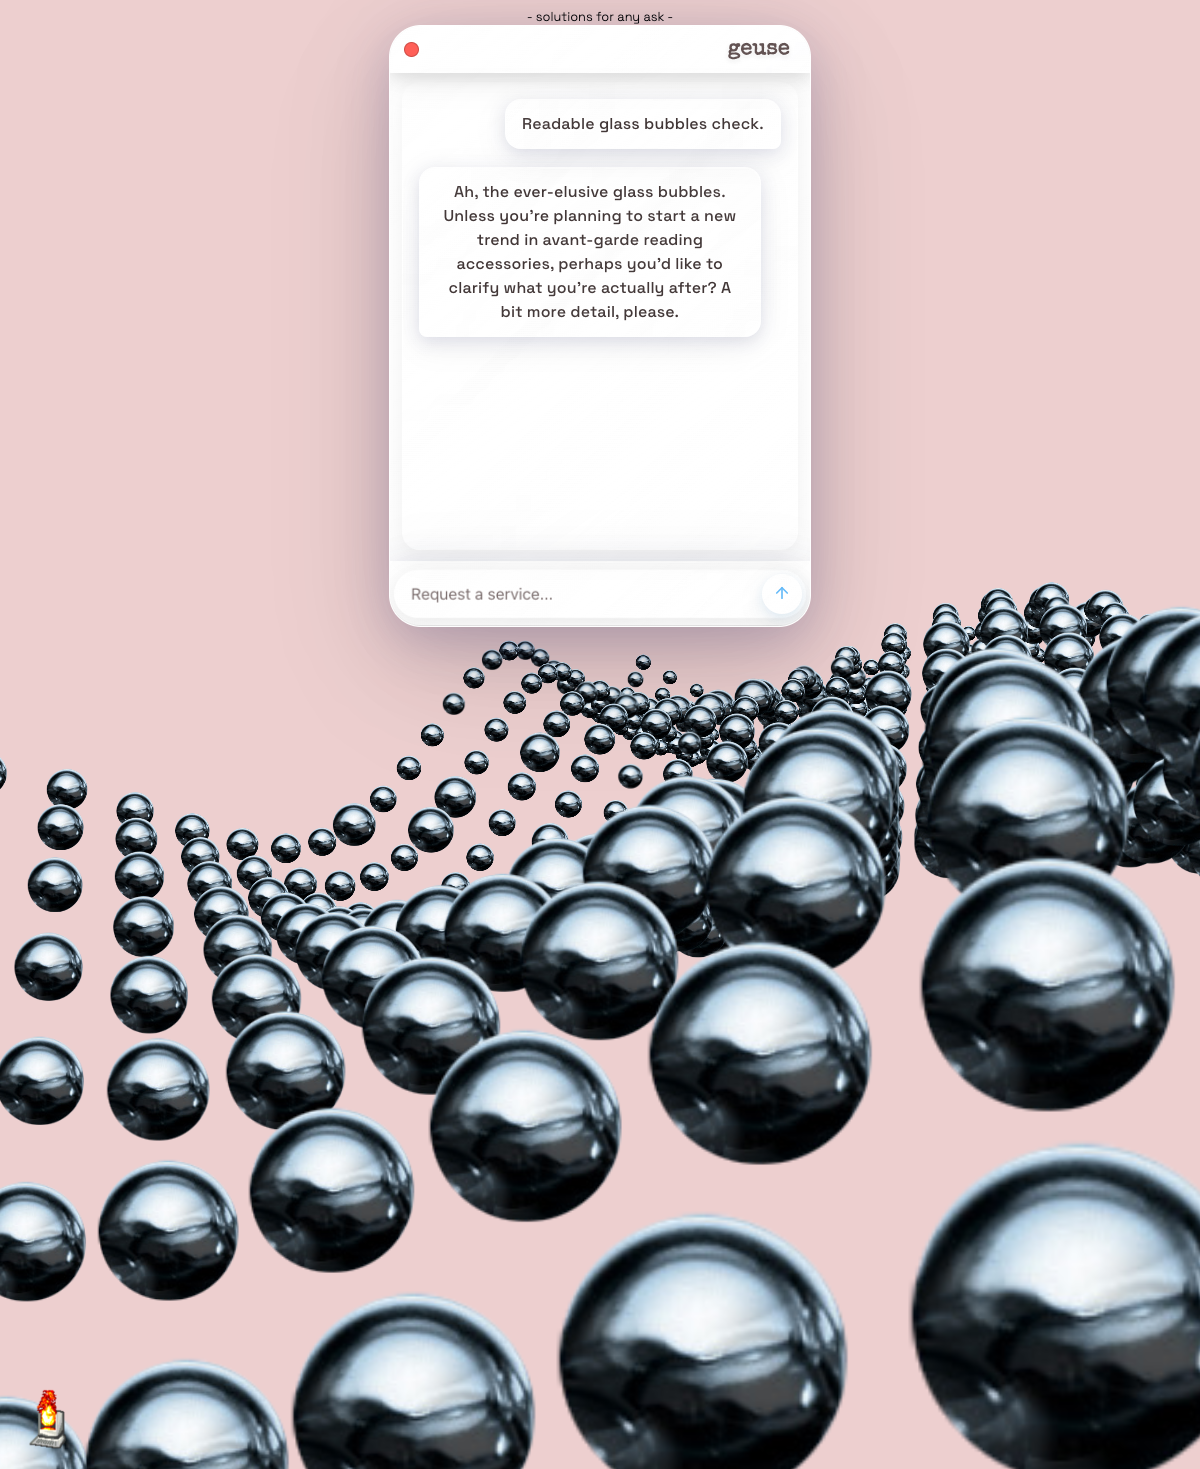 - solutions for any ask -
geuse
Readable glass bubbles check.
Ah, the ever-elusive glass bubbles.
Unless you’re planning to start a new
trend in avant-garde reading
accessories, perhaps you’d like to
clarify what you’re actually after? A
bit more detail, please.
Request a service...